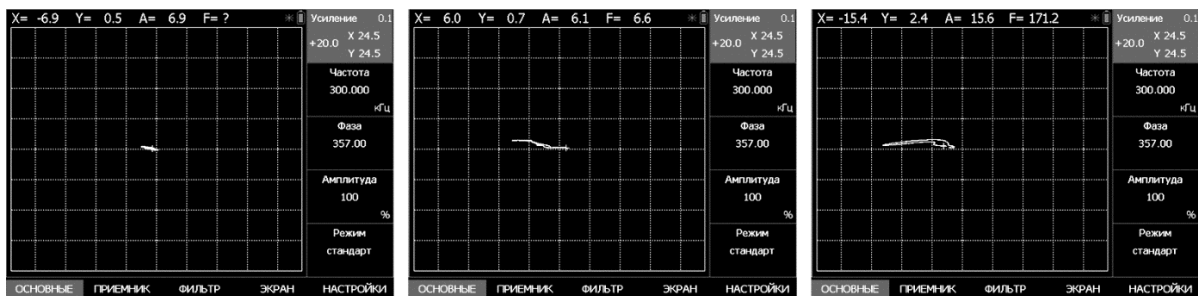 X= -6.9 Y= 0.5 A= 6.9 F= ?
Усиление 0.1
+20.0 X 24.5
Y 24.5
Частота
300.000
кГц
Фаза
357.00
Амплитуда
100
%
Режим
стандарт
ОСНОВНЫЕ ПРИЕМНИК ФИЛЬТР ЭКРАН НАСТРОЙКИ
X= 6.0 Y= 0.7 A= 6.1 F= 6.6
Усиление 0.1
+20.0 X 24.5
Y 24.5
Частота
300.000
кГц
Фаза
357.00
Амплитуда
100
%
Режим
стандарт
ОСНОВНЫЕ ПРИЕМНИК ФИЛЬТР ЭКРАН НАСТРОЙКИ
X= -15.4 Y= 2.4 A= 15.6 F= 171.2
Усиление 0.1
+20.0 X 24.5
Y 24.5
Частота
300.000
кГц
Фаза
357.00
Амплитуда
100
%
Режим
стандарт
ОСНОВНЫЕ ПРИЕМНИК ФИЛЬТР ЭКРАН НАСТРОЙКИ